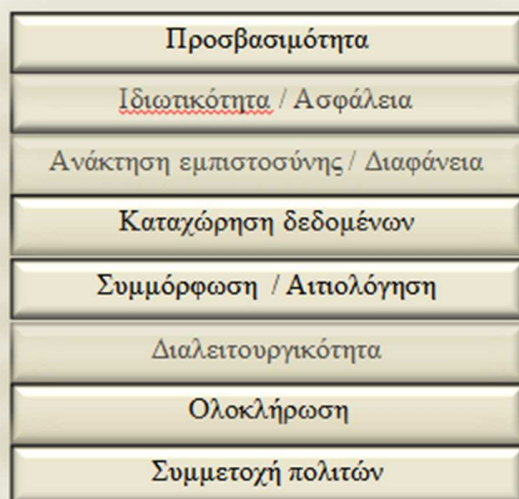 Προσβασιμότητα
Ιδιωτικότητα / Ασφάλεια
Ανάκτηση εμπιστοσύνης / Διαφάνεια
Καταχώρηση δεδομένων
Συμμόρφωση / Αιτιολόγηση
Διαλειτουργικότητα
Ολοκλήρωση
Συμμετοχή πολιτών